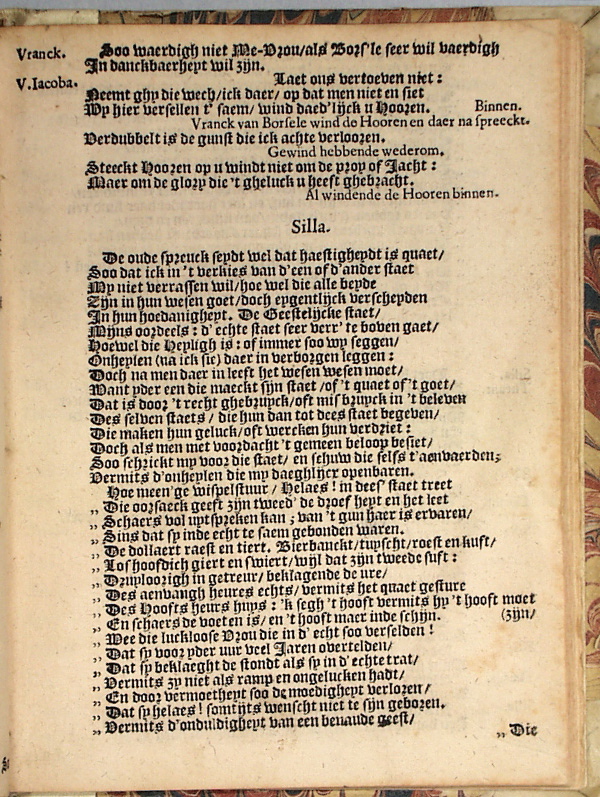 Vranck. Soo waerdigh niet Me-Vrou/als Bors'le seer wil vaerdigh
In danckbaerheyt wil zijn.
V. Iacoba. Laet ons vertoeven niet:
Neemt ghy die wech/ick daer/ op dat men niet en siet
Wy hier versellen t' saem/ wind daed'lijck u Hooren. Binnen.
Vranck van Borsele wind de Hooren en daer na spreeckt.
Verdubbelt is de gunst die ick achte verlooren.
Gewind hebbende wederom.
Steeckt Hooren op u windt niet om de proy of Jacht:
Maer om de glory die 't gheluck u heeft ghebracht.
Al windende de Hooren binnen.
Silla.
De oude spreuck seydt wel dat haestigheydt is quaet/
Soo dat ick in 't verkies van d'een of d'ander staet
My niet verrassen wil/hoe wel die alle beyde
Zijn in hun wesen goet/doch eygentlijck verscheyden
In hun hoedanigheyt. De Geestelijcke staet/
Mijns oordeels: d' echte staet seer verr' te boven gaet/
Hoewel die Heyligh is: of immer soo wy seggen/
Onheylen (na ick sie) daer in verborgen leggen:
Doch na men daer in leeft het wesen wesen moet/
Want yder een die maeckt sijn staet /of 't quaet of 't goet/
Dat is door 't recht ghebruyck/oft misbruyck in 't beleven
Des selven staets / die hun dan tot dees staet begeven/
Die maken hun geluck/oft wercken hun verdriet:
Doch als men met voordacht 't gemeen beloop besiet/
Soo schrickt my voor die staet/ en schuw die selfs t'aenvaerden;
Vermits d'onheylen die my daeghlijcx openbaren.
Hoe meen'ge wispelstuur / Helaes! in dees' staet treet
„ Die oorsaeck geeft zijn tweed' de droef heyt en het leet
„ Schaers vol uytspreken kan; van 't gun haer is ervaren/
„ Sins dat sy inde echt te saem gebonden waren.
„ De dollaert raest en tiert. Bierbanckt/tuyscht/roest en kuft/
„ Los hoofdich giert en swiert/wijl dat zijn tweede suft:
„ Druyloorigh in getreur/ beklagende de ure/
„ Des aenvangh heures echts/ vermits het quaet gesture
„ Des Hoofts heurs huys: 'k segh 't hooft vermits hy 't hooft moet
„ En schaers de voet en is/ en 't hooft maer inde schijn. (zijn/
„ Wee die luckloose Vrou die in d' echt soo verselden!
„ Dat sy voor yder uur veel Jaren overtelden/
„ Dat sy beklaeght de stondt als sy in d' echte trat/
„ Vermits zy niet als ramp en ongelucken hadt/
„ En door vermoetheyt soo de moedigheyt verloren/
„ Dat sy helaes! somtijts wenscht niet te sijn geboren.
„ Vermits d'onduldigheyt van een benaude geest/
„ Die